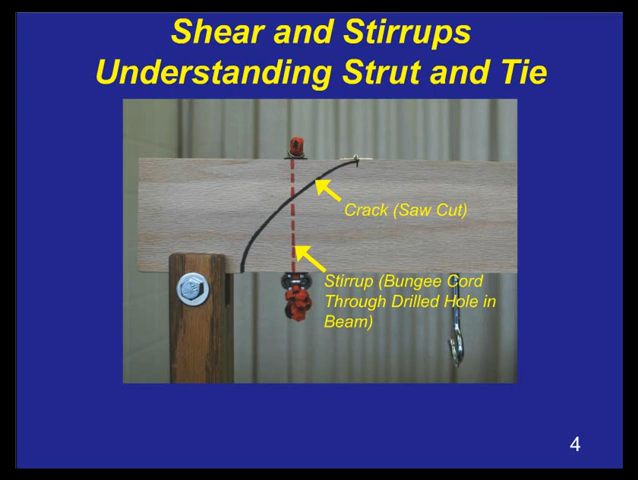 Shear and Stirrups
Understanding Strut and Tie
Crack (Saw Cut)
Stirrup (Bungee Cord
Through Drilled Hole in
Beam)
4